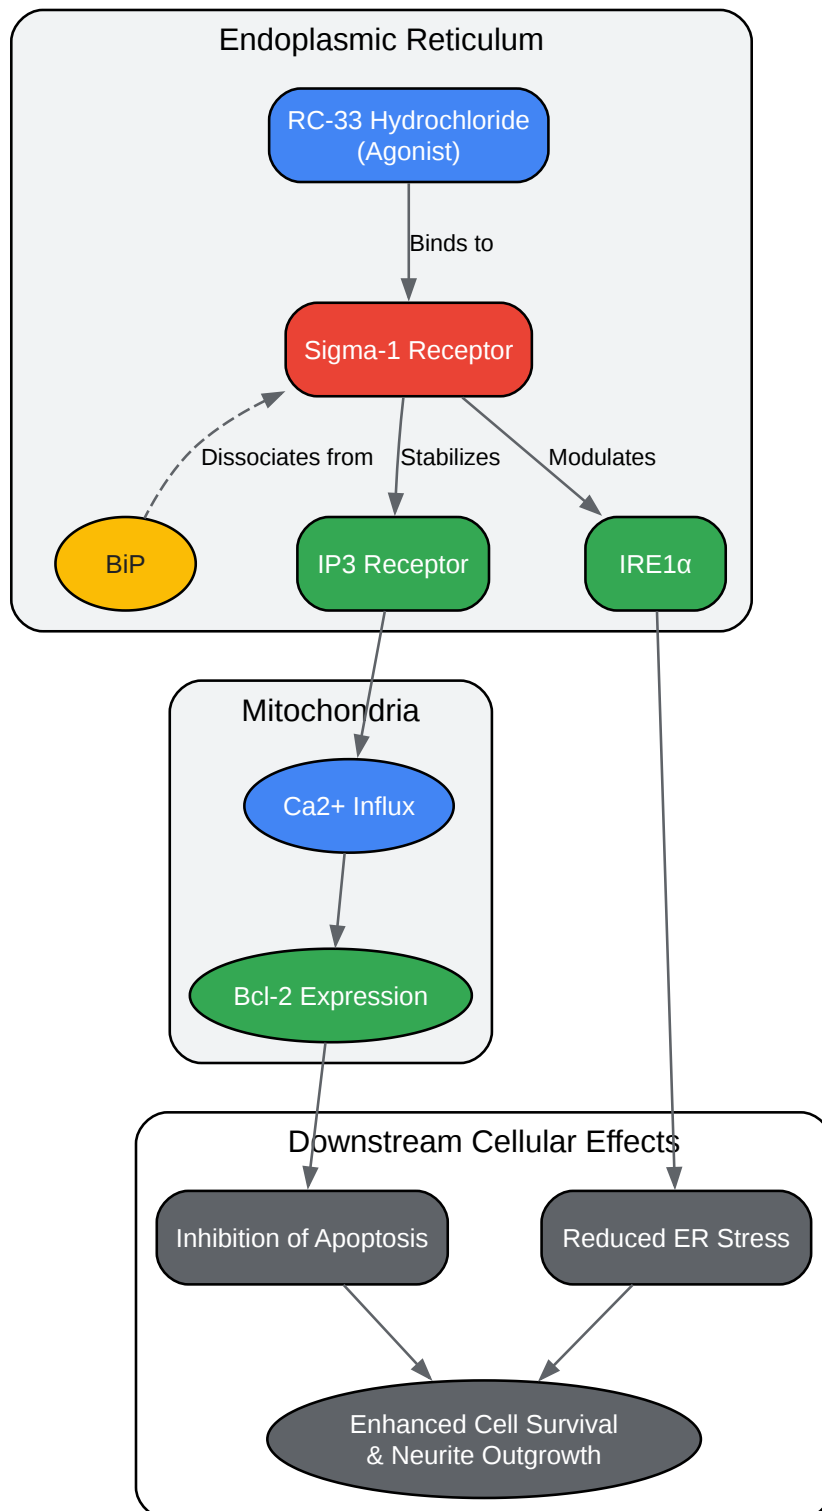 Endoplasmic Reticulum
RC-33 Hydrochloride
(Agonist)
Binds to
Sigma-1 Receptor
Dissociates from
Stabilizes
Modulates
BiP
IP3 Receptor
IRE1α
Mitochondria
Ca2+ Influx
Bcl-2 Expression
Downstream Cellular Effects
Inhibition of Apoptosis
Reduced ER Stress
Enhanced Cell Survival
& Neurite Outgrowth